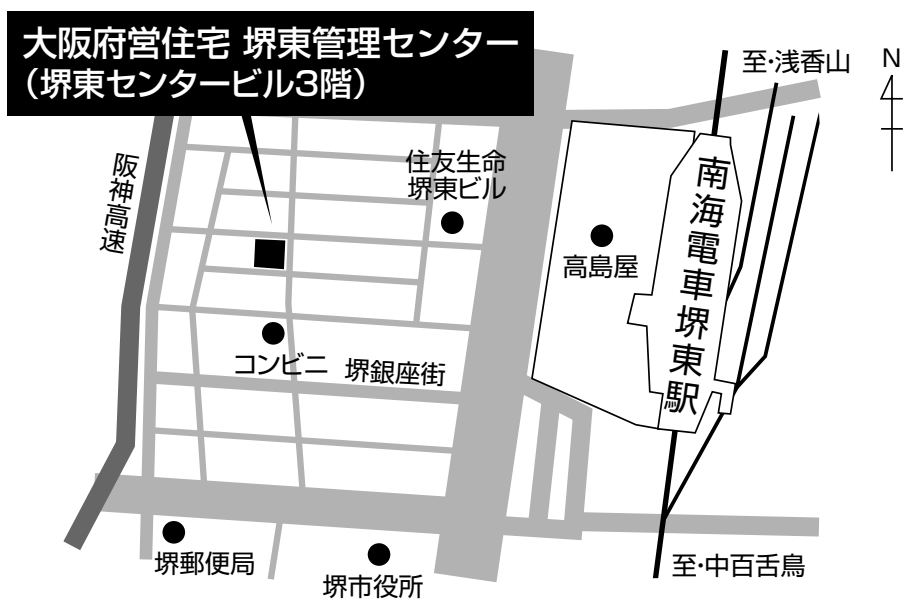 大阪府営住宅 堺東管理センター
（堺東センタービル3階）
至・浅香山
N
阪神高速
住友生命
堺東ビル
高島屋
南海電車堺東駅
コンビニ
堺銀座街
堺郵便局
堺市役所
至・中百舌鳥